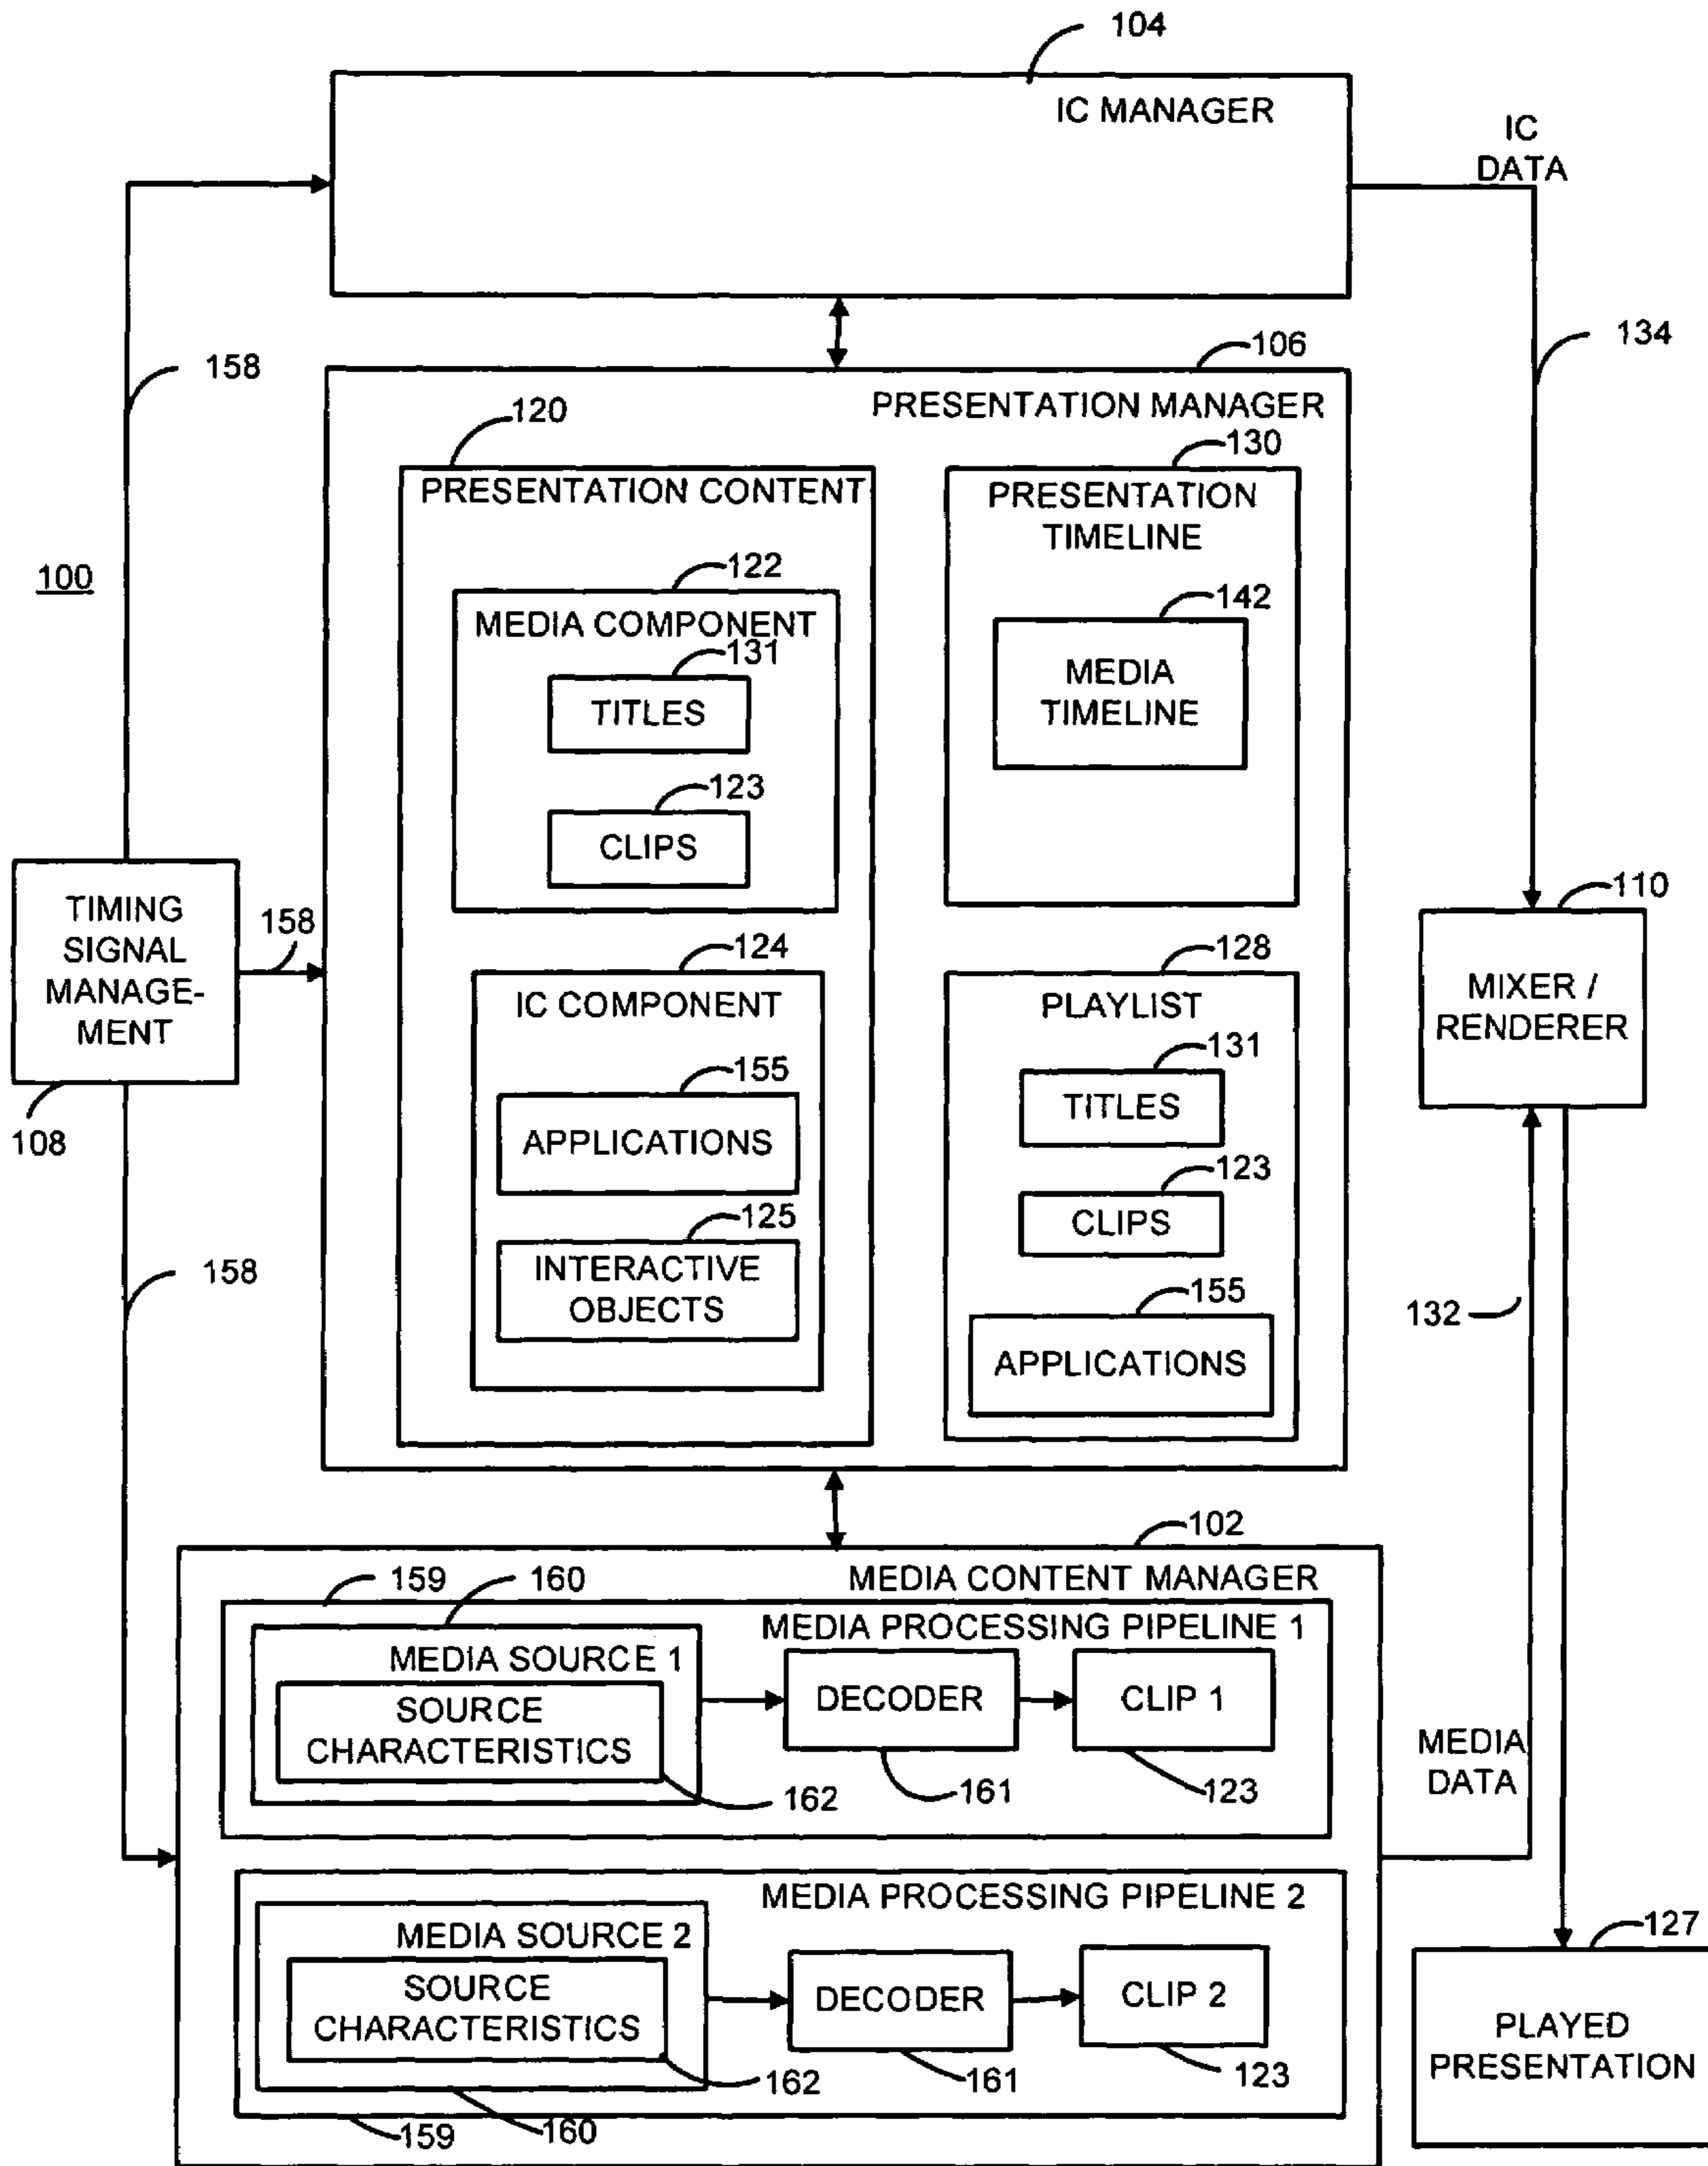 104
IC MANAGER
IC
DATA
158
134
106
PRESENTATION MANAGER
120
PRESENTATION CONTENT
130
PRESENTATION
TIMELINE
100
122
MEDIA COMPONENT
131
TITLES
142
MEDIA
TIMELINE
123
CLIPS
TIMING
SIGNAL
MANAGE-
MENT
108
158
110
MIXER /
RENDERER
124
IC COMPONENT
155
APPLICATIONS
125
INTERACTIVE
OBJECTS
128
PLAYLIST
131
TITLES
123
CLIPS
155
APPLICATIONS
158
132
102
MEDIA CONTENT MANAGER
159
160
MEDIA PROCESSING PIPELINE 1
MEDIA SOURCE 1
SOURCE
CHARACTERISTICS
162
DECODER
161
CLIP 1
123
MEDIA
DATA
MEDIA PROCESSING PIPELINE 2
MEDIA SOURCE 2
SOURCE
CHARACTERISTICS
162
DECODER
161
CLIP 2
123
159
160
127
PLAYED
PRESENTATION